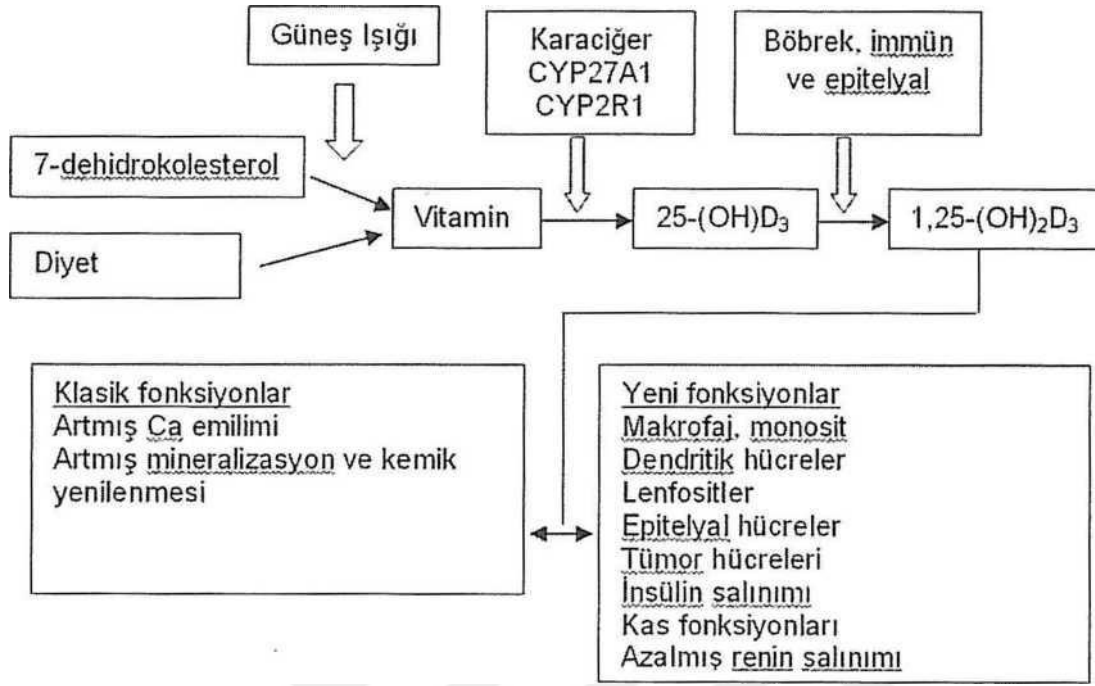 Güneş Işığı
Karaciğer
CYP27A1
CYP2R1
Böbrek, immün
ve epitelyal
7-dehidrokolesterol
Diyet
Vitamin
25-(OH)D₃
1,25-(OH)₂D₃
Klasik fonksiyonlar
Artmış Ca emilimi
Artmış mineralizasyon ve kemik
yenilenmesi
Yeni fonksiyonlar
Makrofaj, monosit
Dendritik hücreler
Lenfositler
Epitelyal hücreler
Tümor hücreleri
İnsülin salınımı
Kas fonksiyonları
Azalmış renin salınımı